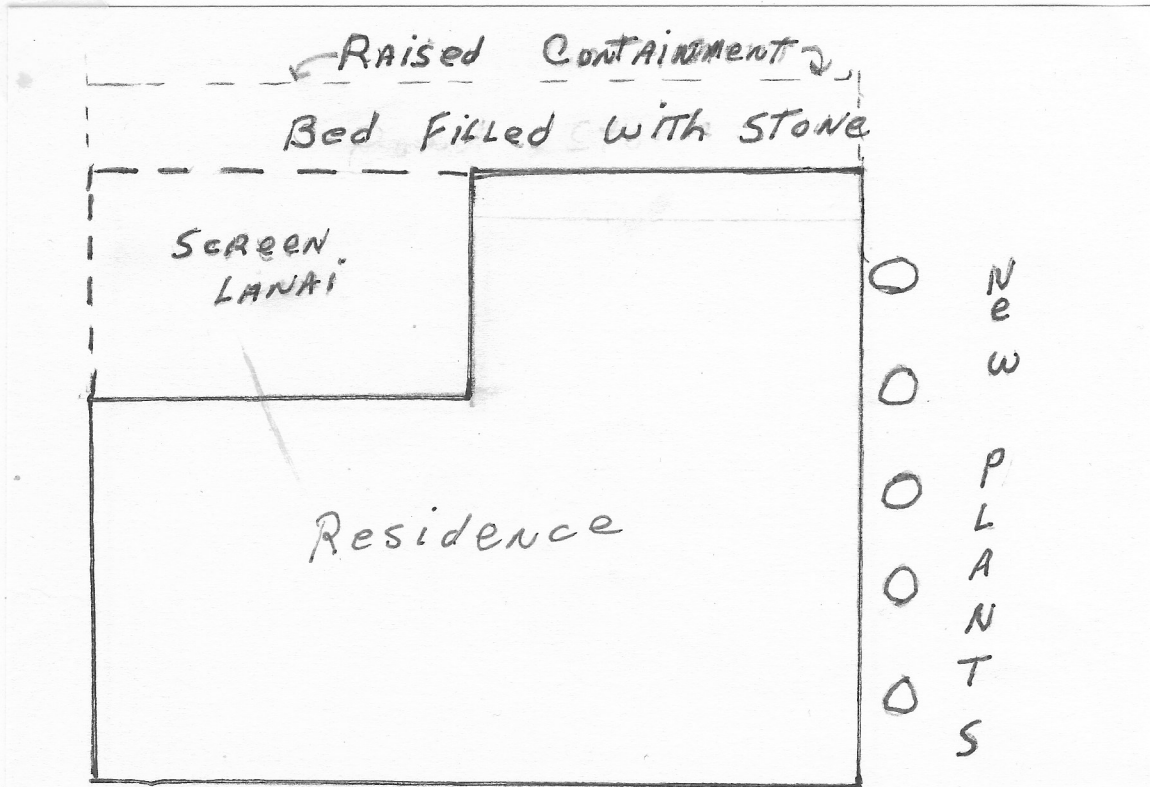 Raised Containment
Bed Filled with Stone
Screen
Lanai
Residence
New Plants